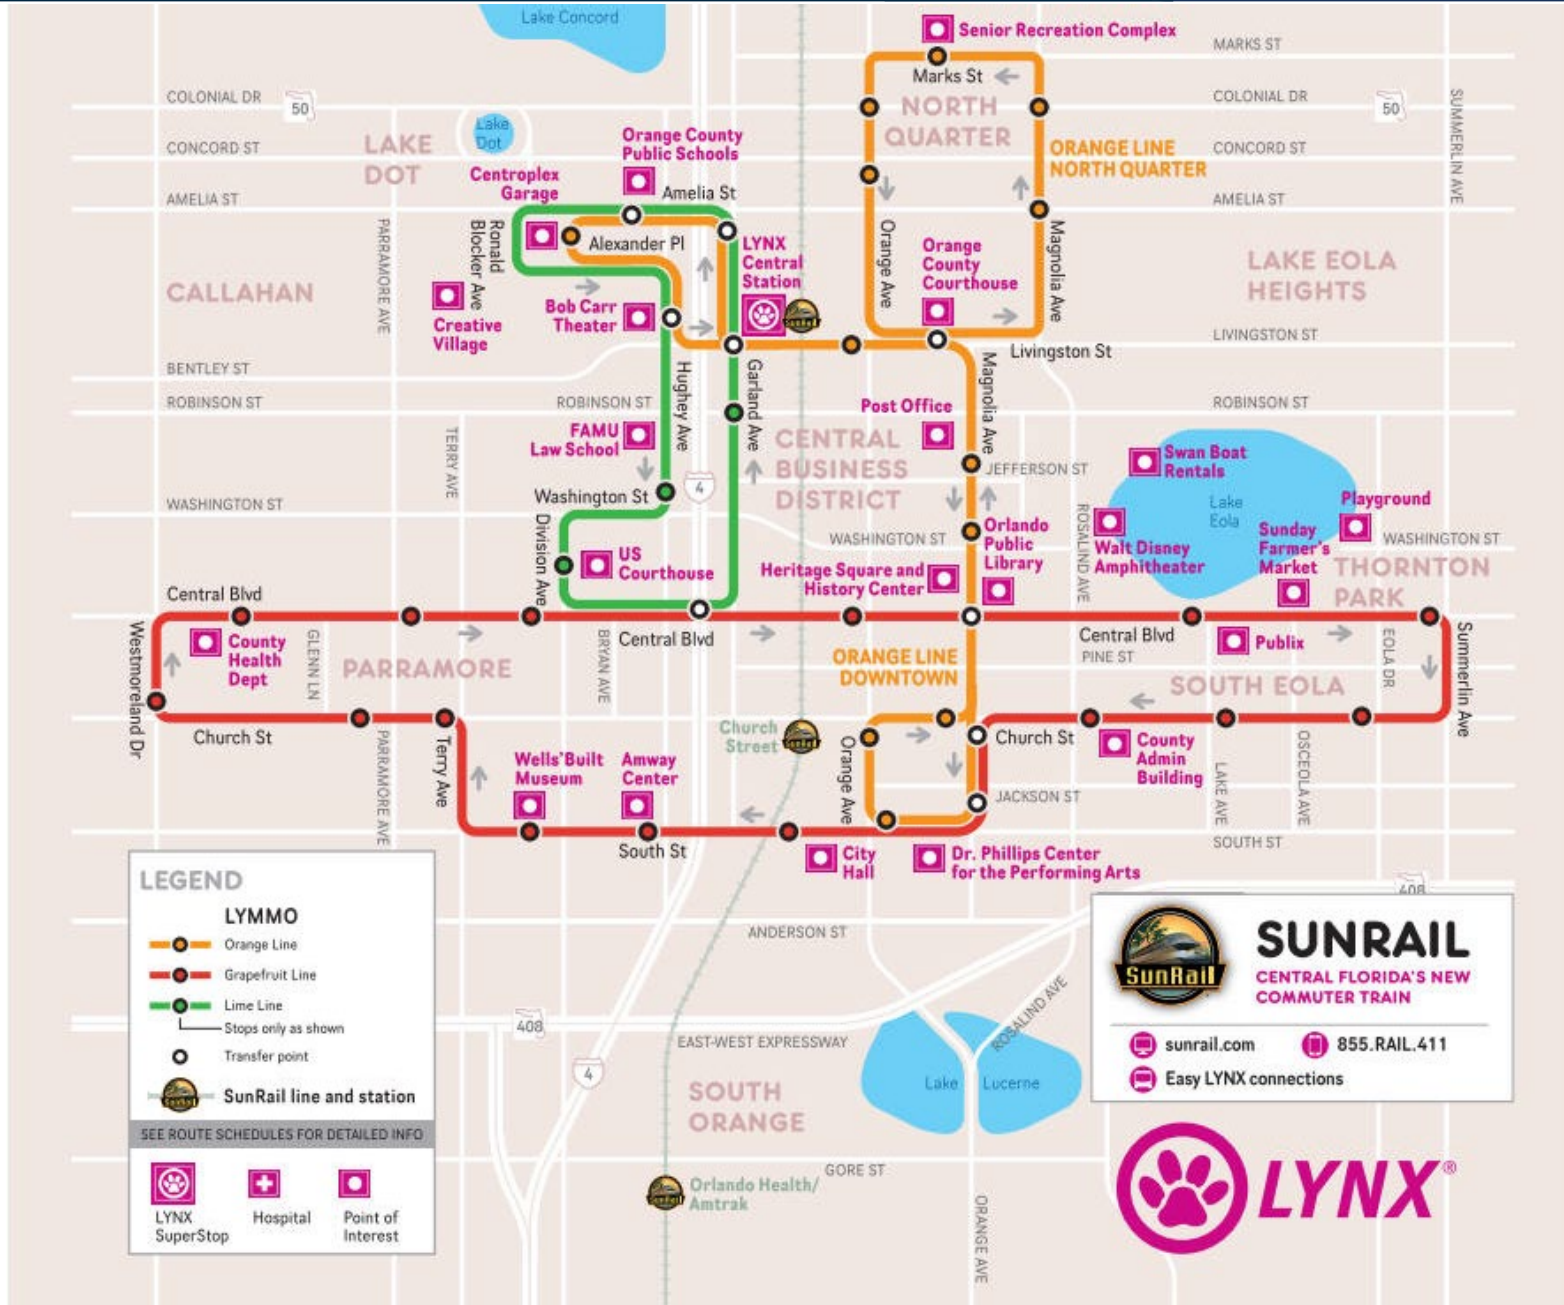 Lake Concord
Senior Recreation Complex
MARKS ST
Marks St
COLONIAL DR
50
COLONIAL DR
50
SUMMERLIN AVE
NORTH
QUARTER
Lake
Dot
LAKE
DOT
Orange County
Public Schools
CONCORD ST
ORANGE LINE
NORTH QUARTER
CONCORD ST
Centroplex
Garage
Amelia St
AMELIA ST
AMELIA ST
PARRAMORE AVE
Ronald
Blocker Ave
Alexander Pl
LYNX
Central
Station
SunRail
Orange Ave
Orange
County
Courthouse
Magnolia Ave
LAKE EOLA
HEIGHTS
CALLAHAN
Creative
Village
Bob Carr
Theater
LIVINGSTON ST
Livingston St
BENTLEY ST
Hughey Ave
Garland Ave
Magnolia Ave
ROBINSON ST
ROBINSON ST
ROBINSON ST
Post Office
FAMU
Law School
TERRY AVE
CENTRAL
BUSINESS
DISTRICT
JEFFERSON ST
Swan Boat
Rentals
4
Lake
Eola
Playground
WASHINGTON ST
Washington St
Division Ave
WASHINGTON ST
Orlando
Public
Library
ROSALIND AVE
Walt Disney
Amphitheater
Sunday
Farmer's
Market
WASHINGTON ST
THORNTON
PARK
US
Courthouse
Heritage Square and
History Center
Central Blvd
Westmoreland Dr
County
Health
Dept
GLENN LN
PARRAMORE
BRYAN AVE
Central Blvd
ORANGE LINE
DOWNTOWN
Central Blvd
PINE ST
Publix
EOLA DR
Summerlin Ave
SOUTH EOLA
Church St
PARRAMORE AVE
Terry Ave
Church
Street
SunRail
Orange Ave
Church St
County
Admin
Building
LAKE AVE
OSCEOLA AVE
Wells' Built
Museum
Amway
Center
JACKSON ST
South St
City
Hall
Dr. Phillips Center
for the Performing Arts
SOUTH ST
408
ANDERSON ST
LEGEND
LYMMO
Orange Line
Grapefruit Line
Lime Line
Stops only as shown
Transfer point
SunRail
SunRail line and station
SEE ROUTE SCHEDULES FOR DETAILED INFO
LYNX
SuperStop
Hospital
Point of
Interest
408
4
EAST-WEST EXPRESSWAY
ROSALIND AVE
Lake
Lucerne
SOUTH
ORANGE
GORE ST
SunRail
Orlando Health/
Amtrak
ORANGE AVE
SunRail
SUNRAIL
CENTRAL FLORIDA'S NEW
COMMUTER TRAIN
sunrail.com
855.RAIL.411
Easy LYNX connections
LYNX®